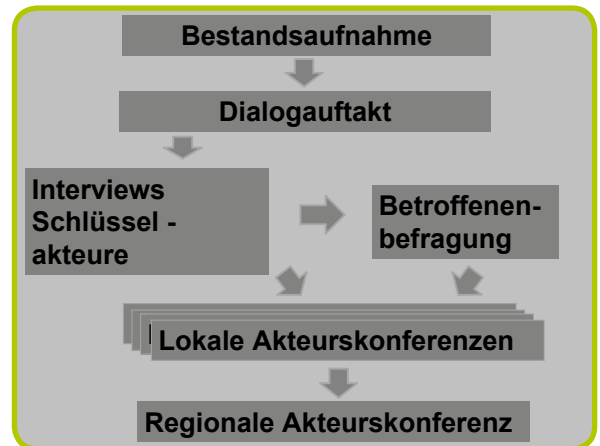 Bestandsaufnahme
Dialogauftakt
Interviews
Schlüssel -
akteure
Betroffenen-
befragung
Lokale Akteurskonferenzen
Regionale Akteurskonferenz